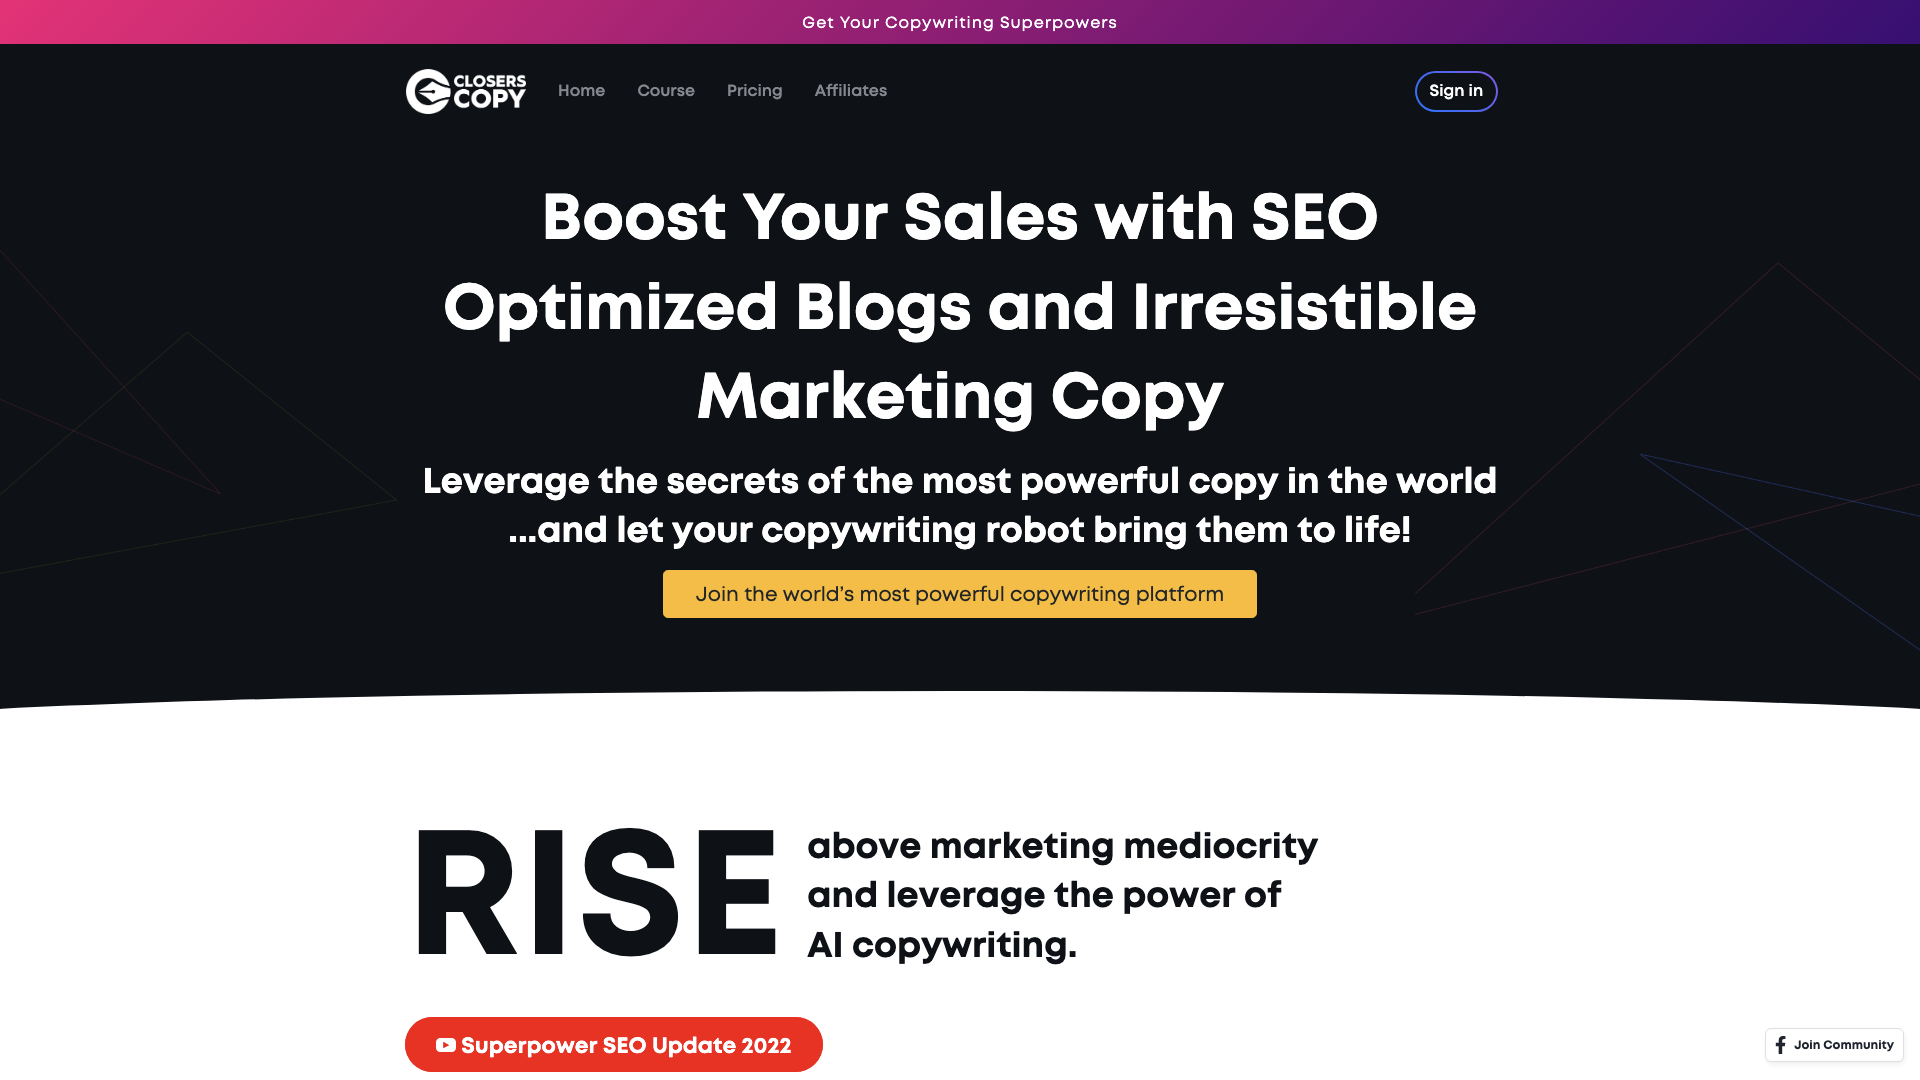 Get Your Copywriting Superpowers
CLOSERS
COPY
Home
Course
Pricing
Affiliates
Sign in
Boost Your Sales with SEO
Optimized Blogs and Irresistible
Marketing Copy
Leverage the secrets of the most powerful copy in the world
...and let your copywriting robot bring them to life!
Join the world’s most powerful copywriting platform
RISE
above marketing mediocrity
and leverage the power of
AI copywriting.
Superpower SEO Update 2022
Join Community